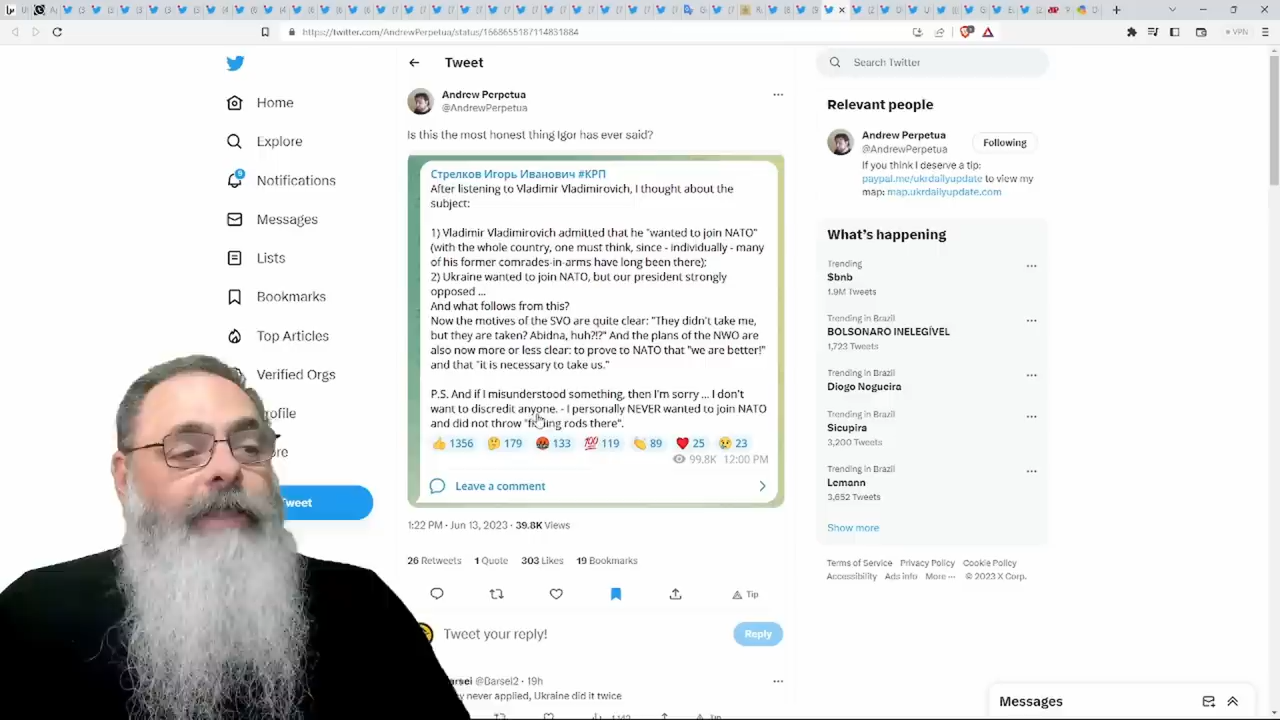 https://twitter.com/AndrewPerpetua/status/1668655187114831884
VPN
Home
Explore
9
Notifications
Messages
Lists
Bookmarks
Top Articles
Verified Orgs
Tweet
Andrew Perpetua
@AndrewPerpetua
Is this the most honest thing Igor has ever said?
Стрелков Игорь Иванович #КРП
After listening to Vladimir Vladimirovich, I thought about the
subject:
1) Vladimir Vladimirovich admitted that he "wanted to join NATO"
(with the whole country, one must think, since - individually - many
of his former comrades-in-arms have long been there);
2) Ukraine wanted to join NATO, but our president strongly
opposed ...
And what follows from this?
Now the motives of the SVO are quite clear: "They didn't take me,
but they are taken? Abidna, huh?!?" And the plans of the NWO are
also now more or less clear: to prove to NATO that "we are better!"
and that "it is necessary to take us."
P.S. And if I misunderstood something, then I'm sorry ... I don't
want to discredit anyone. - I personally NEVER wanted to join NATO
and did not throw rods there".
1356 179 133 119 89 25 23
99.8K 12:00 PM
Leave a comment
1:22 PM · Jun 13, 2023 · 39.8K Views
26 Retweets 1 Quote 303 Likes 19 Bookmarks
Tip
Tweet your reply!
Reply
@Barsei2 · 19h
never applied, Ukraine did it twice
Search Twitter
Relevant people
Andrew Perpetua
@AndrewPerpetua
Following
If you think I deserve a tip:
paypal.me/ukrdailyupdate to view my
map: map.ukrdailyupdate.com
What's happening
Trending
$bnb
1.9M Tweets
Trending in Brazil
BOLSONARO INELEGÍVEL
1,723 Tweets
Trending in Brazil
Diogo Nogueira
Trending in Brazil
Sicupira
3,200 Tweets
Trending in Brazil
Lemann
3,652 Tweets
Show more
Terms of Service Privacy Policy Cookie Policy
Accessibility Ads info More ··· © 2023 X Corp.
Messages